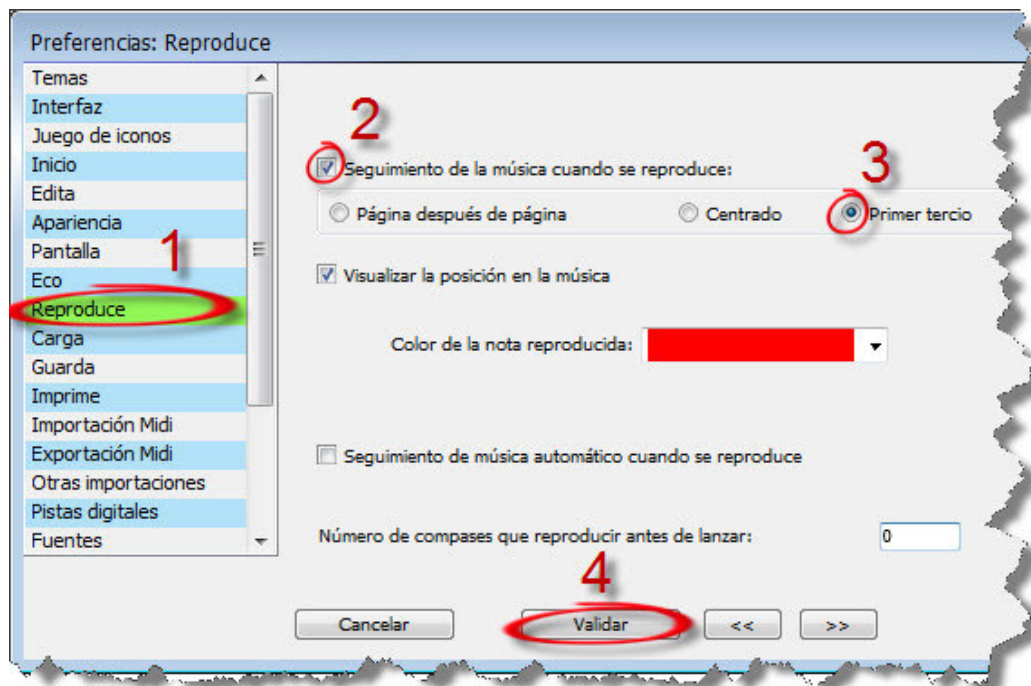 Preferencias: Reproduce
Temas
Interfaz
Juego de iconos
Inicio
Edita
Apariencia
Pantalla
1
Eco
Reproduce
Carga
Guarda
Imprime
Importación Midi
Exportación Midi
Otras importaciones
Pistas digitales
Fuentes
2
Seguimiento de la música cuando se reproduce:
3
Página después de página Centrado Primer tercio
Visualizar la posición en la música
Color de la nota reproducida:
Seguimiento de música automático cuando se reproduce
Número de compases que reproducir antes de lanzar: 0
4
Cancelar Validar << >>